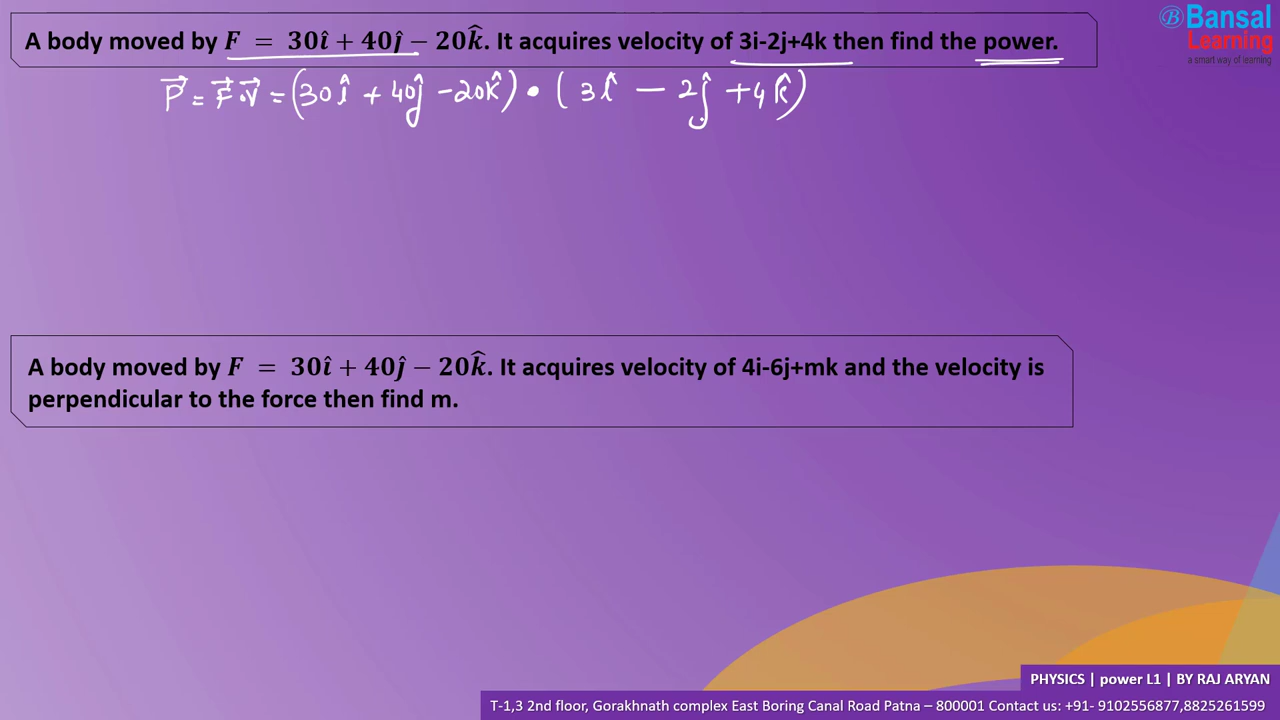 A body moved by F = 30î + 40ĵ − 20k̂. It acquires velocity of 3i-2j+4k then find the power.
Bansal
Learning
a smart way of learning
P⃗ = F⃗.V⃗ = (30î + 40ĵ -20k̂) • (3î − 2ĵ +4k̂)
A body moved by F = 30î + 40ĵ − 20k̂. It acquires velocity of 4i-6j+mk and the velocity is
perpendicular to the force then find m.
PHYSICS | power L1 | BY RAJ ARYAN
T-1,3 2nd floor, Gorakhnath complex East Boring Canal Road Patna – 800001 Contact us: +91- 9102556877,8825261599